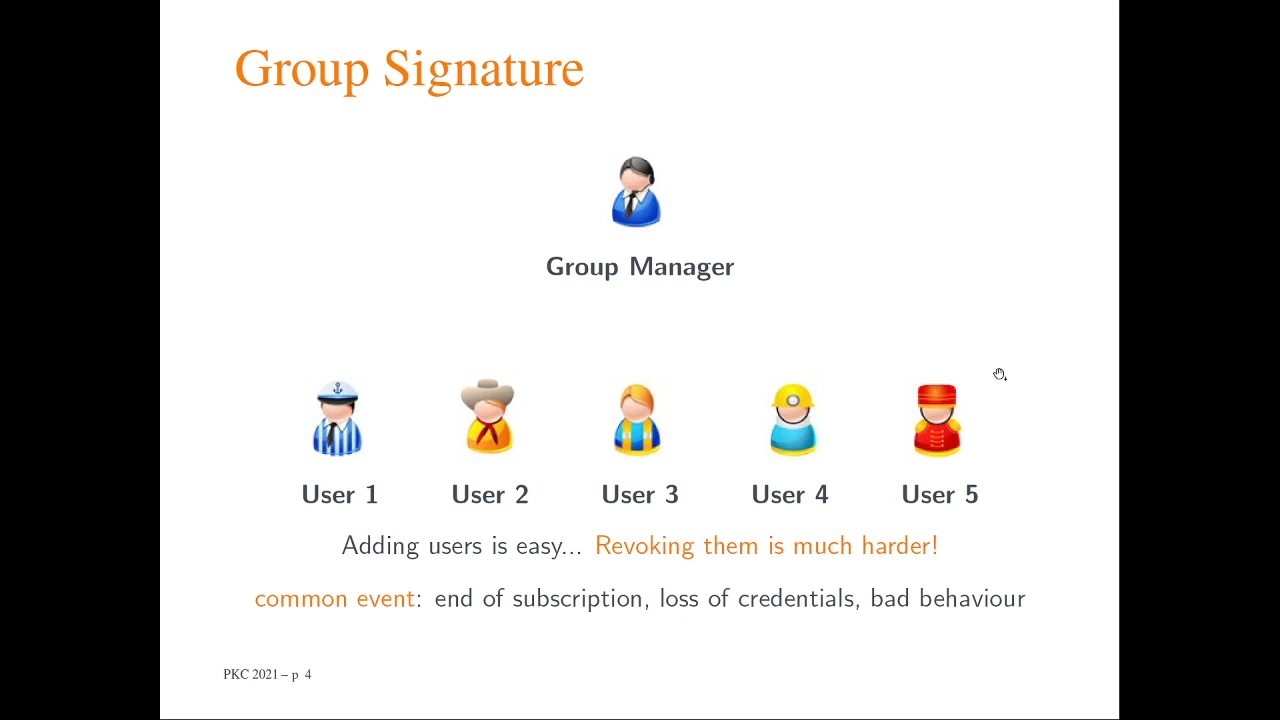 Group Signature
Group Manager
User 1 User 2 User 3 User 4 User 5
Adding users is easy... Revoking them is much harder!
common event: end of subscription, loss of credentials, bad behaviour
PKC 2021 – p 4